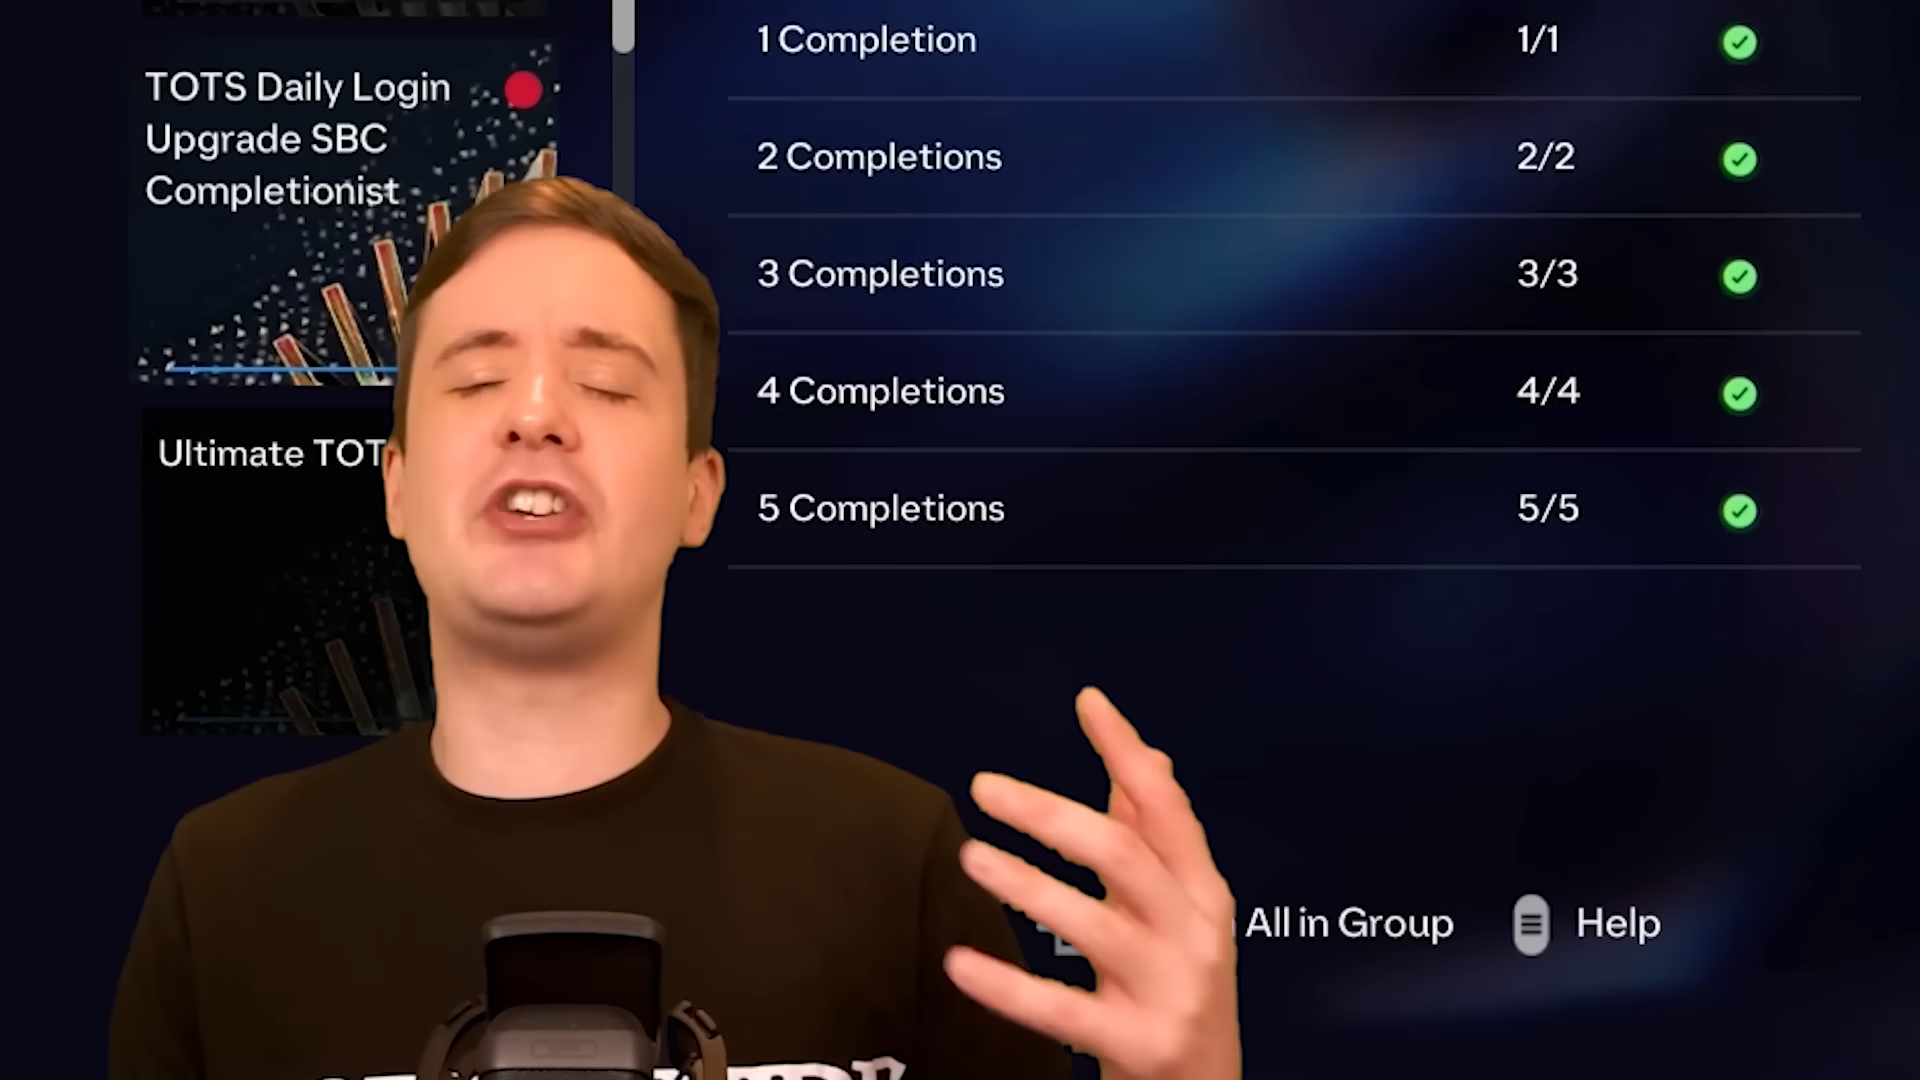 TOTS Daily Login
Upgrade SBC
Completionist
Ultimate TOT
1 Completion 1/1
2 Completions 2/2
3 Completions 3/3
4 Completions 4/4
5 Completions 5/5
All in Group
Help